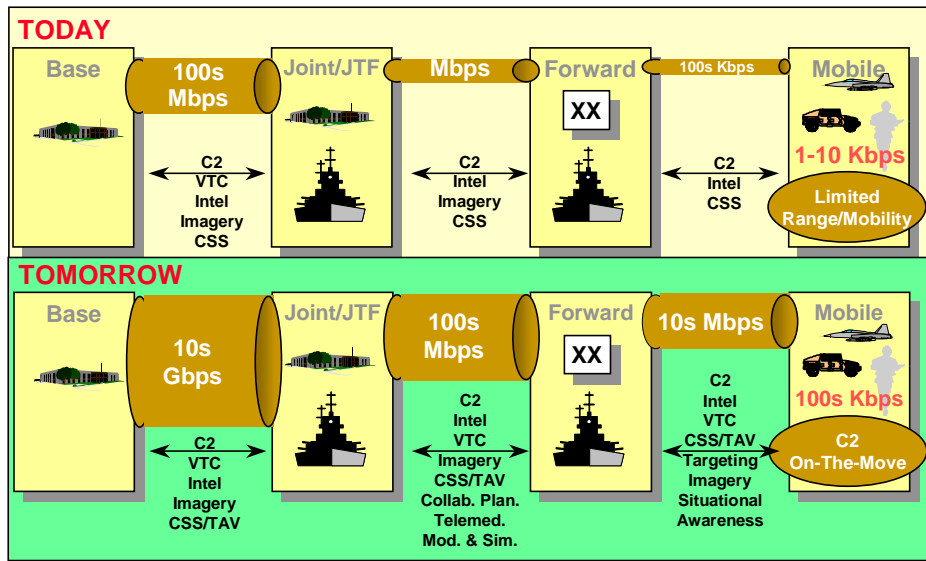 TODAY
Base
100s
Mbps
Joint/JTF
Mbps
Forward
100s Kbps
Mobile
XX
1-10 Kbps
Limited
Range/Mobility
C2
VTC
Intel
Imagery
CSS
C2
Intel
Imagery
CSS
C2
Intel
CSS
TOMORROW
Base
10s
Gbps
Joint/JTF
100s
Mbps
Forward
10s Mbps
Mobile
XX
100s Kbps
C2
On-The-Move
C2
VTC
Intel
Imagery
CSS/TAV
C2
Intel
VTC
Imagery
CSS/TAV
Collab. Plan.
Telemed.
Mod. & Sim.
C2
Intel
VTC
CSS/TAV
Targeting
Imagery
Situational
Awareness